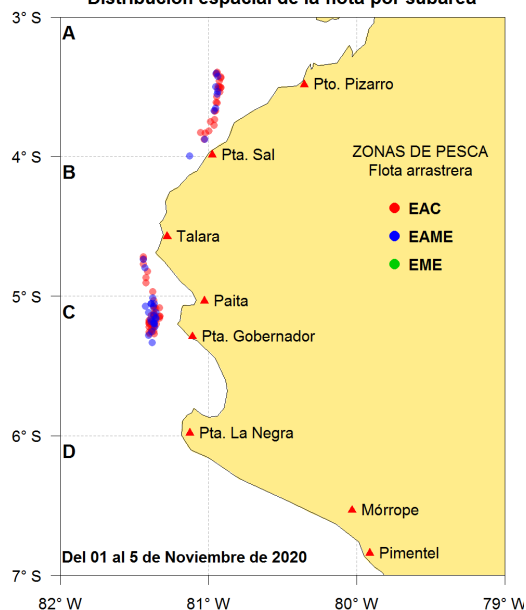 Distribución espacial de la flota por subárea
3° S
A
Pto. Pizarro
4° S
Pta. Sal
ZONAS DE PESCA
B
Flota arrastrera
EAC
Talara
EAME
EME
5° S
Paita
C
Pta. Gobernador
6° S
Pta. La Negra
D
Mórrope
Del 01 al 5 de Noviembre de 2020
Pimentel
7° S
82° W
81° W
80° W
79° W